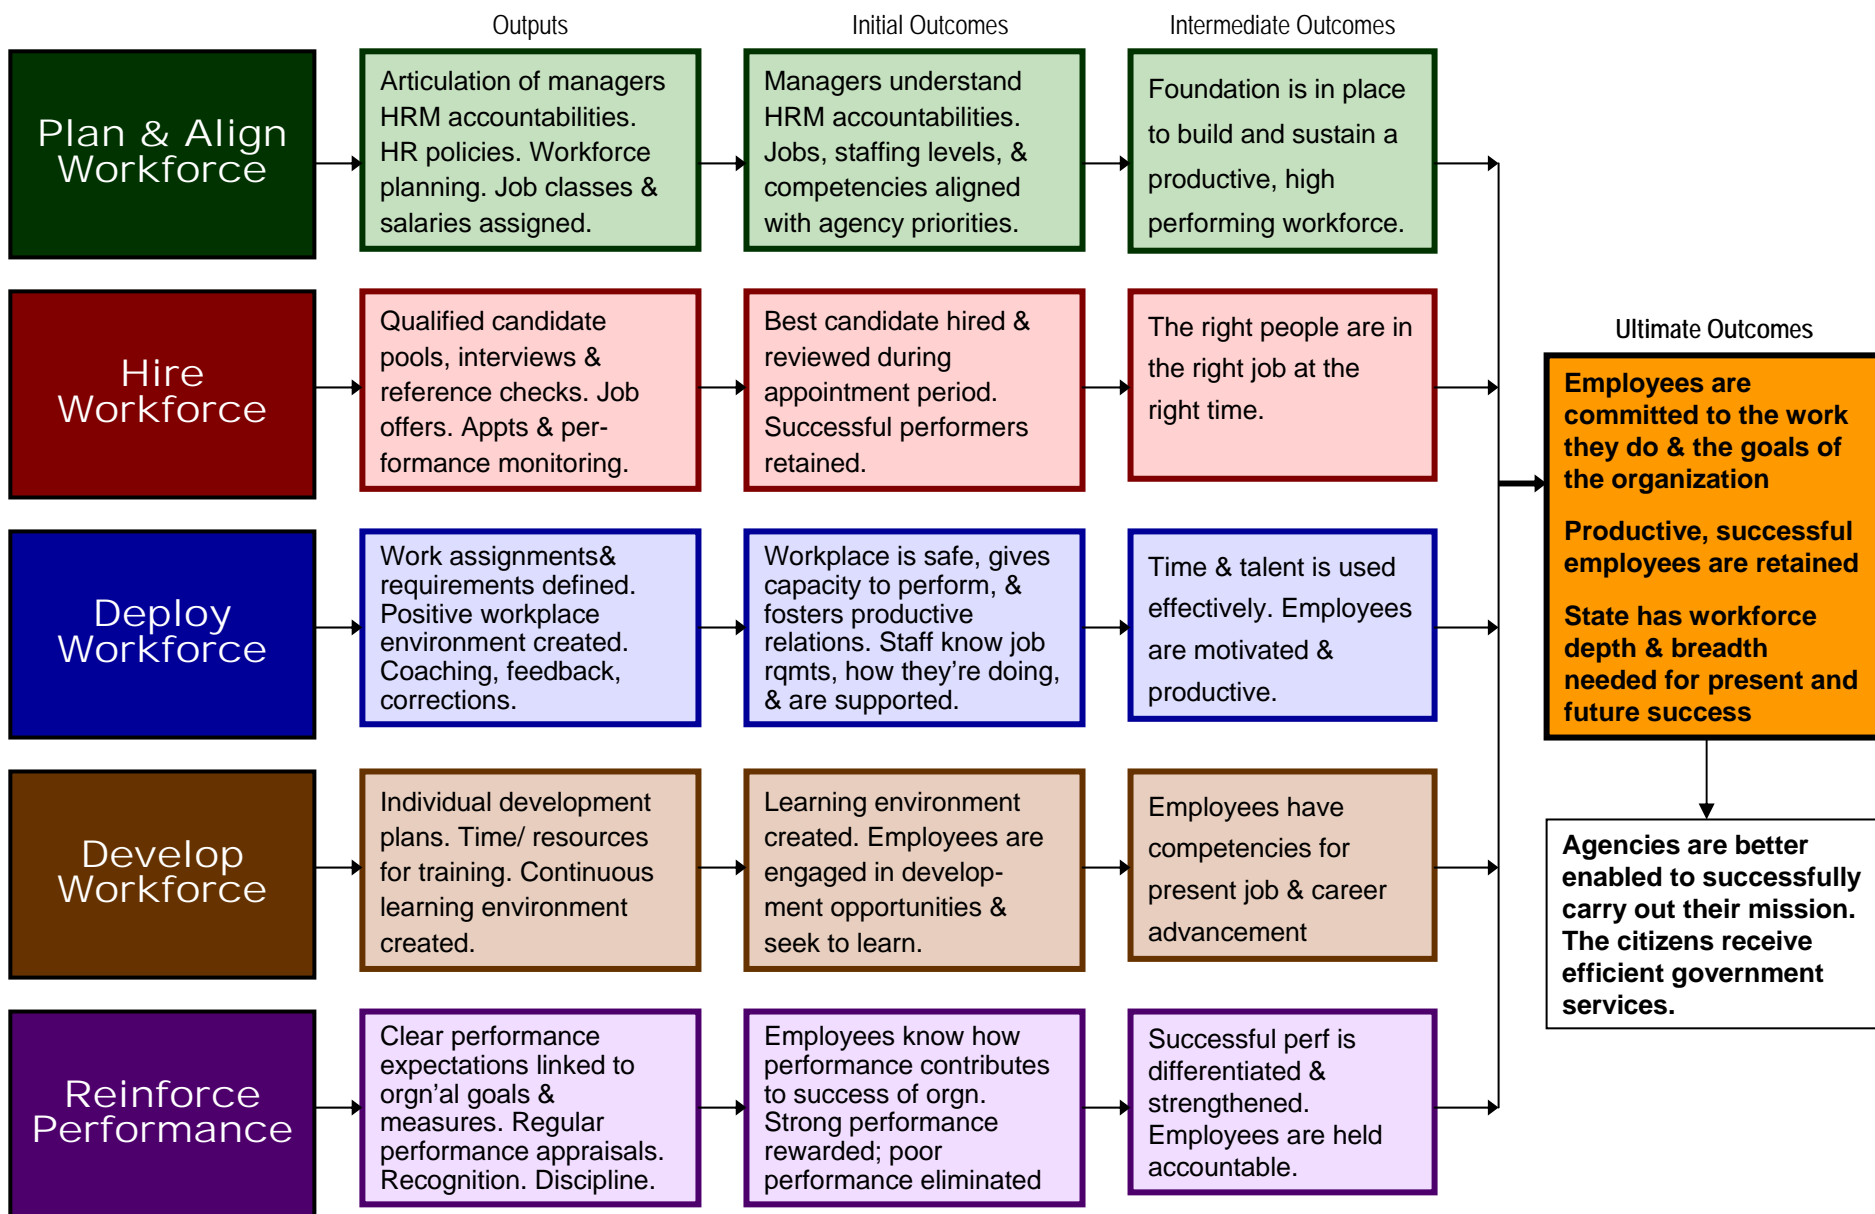 Outputs
Initial Outcomes
Intermediate Outcomes
Plan & Align
Workforce
Articulation of managers
HRM accountabilities.
HR policies. Workforce
planning. Job classes &
salaries assigned.
Managers understand
HRM accountabilities.
Jobs, staffing levels, &
competencies aligned
with agency priorities.
Foundation is in place
to build and sustain a
productive, high
performing workforce.
Hire
Workforce
Qualified candidate
pools, interviews &
reference checks. Job
offers. Appts & per-
formance monitoring.
Best candidate hired &
reviewed during
appointment period.
Successful performers
retained.
The right people are in
the right job at the
right time.
Deploy
Workforce
Work assignments&
requirements defined.
Positive workplace
environment created.
Coaching, feedback,
corrections.
Workplace is safe, gives
capacity to perform, &
fosters productive
relations. Staff know job
rqmts, how they’re doing,
& are supported.
Time & talent is used
effectively. Employees
are motivated &
productive.
Develop
Workforce
Individual development
plans. Time/ resources
for training. Continuous
learning environment
created.
Learning environment
created. Employees are
engaged in develop-
ment opportunities &
seek to learn.
Employees have
competencies for
present job & career
advancement
Reinforce
Performance
Clear performance
expectations linked to
orgn’al goals &
measures. Regular
performance appraisals.
Recognition. Discipline.
Employees know how
performance contributes
to success of orgn.
Strong performance
rewarded; poor
performance eliminated
Successful perf is
differentiated &
strengthened.
Employees are held
accountable.
Ultimate Outcomes
Employees are
committed to the work
they do & the goals of
the organization
Productive, successful
employees are retained
State has workforce
depth & breadth
needed for present and
future success
Agencies are better
enabled to successfully
carry out their mission.
The citizens receive
efficient government
services.